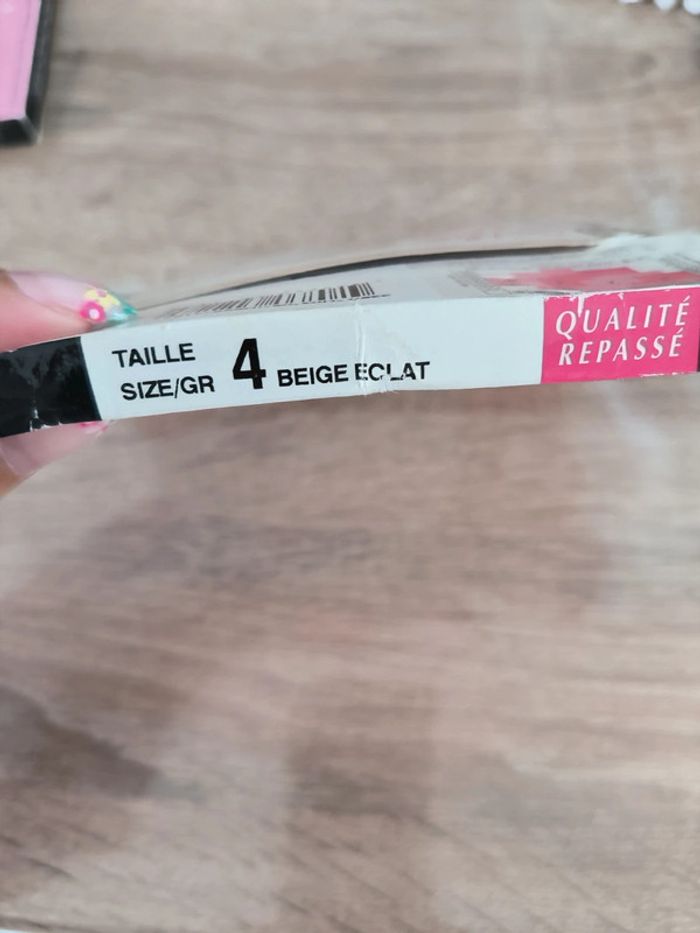 TAILLE
SIZE/GR 4 BEIGE ECLAT
QUALITÉ
REPASSÉ